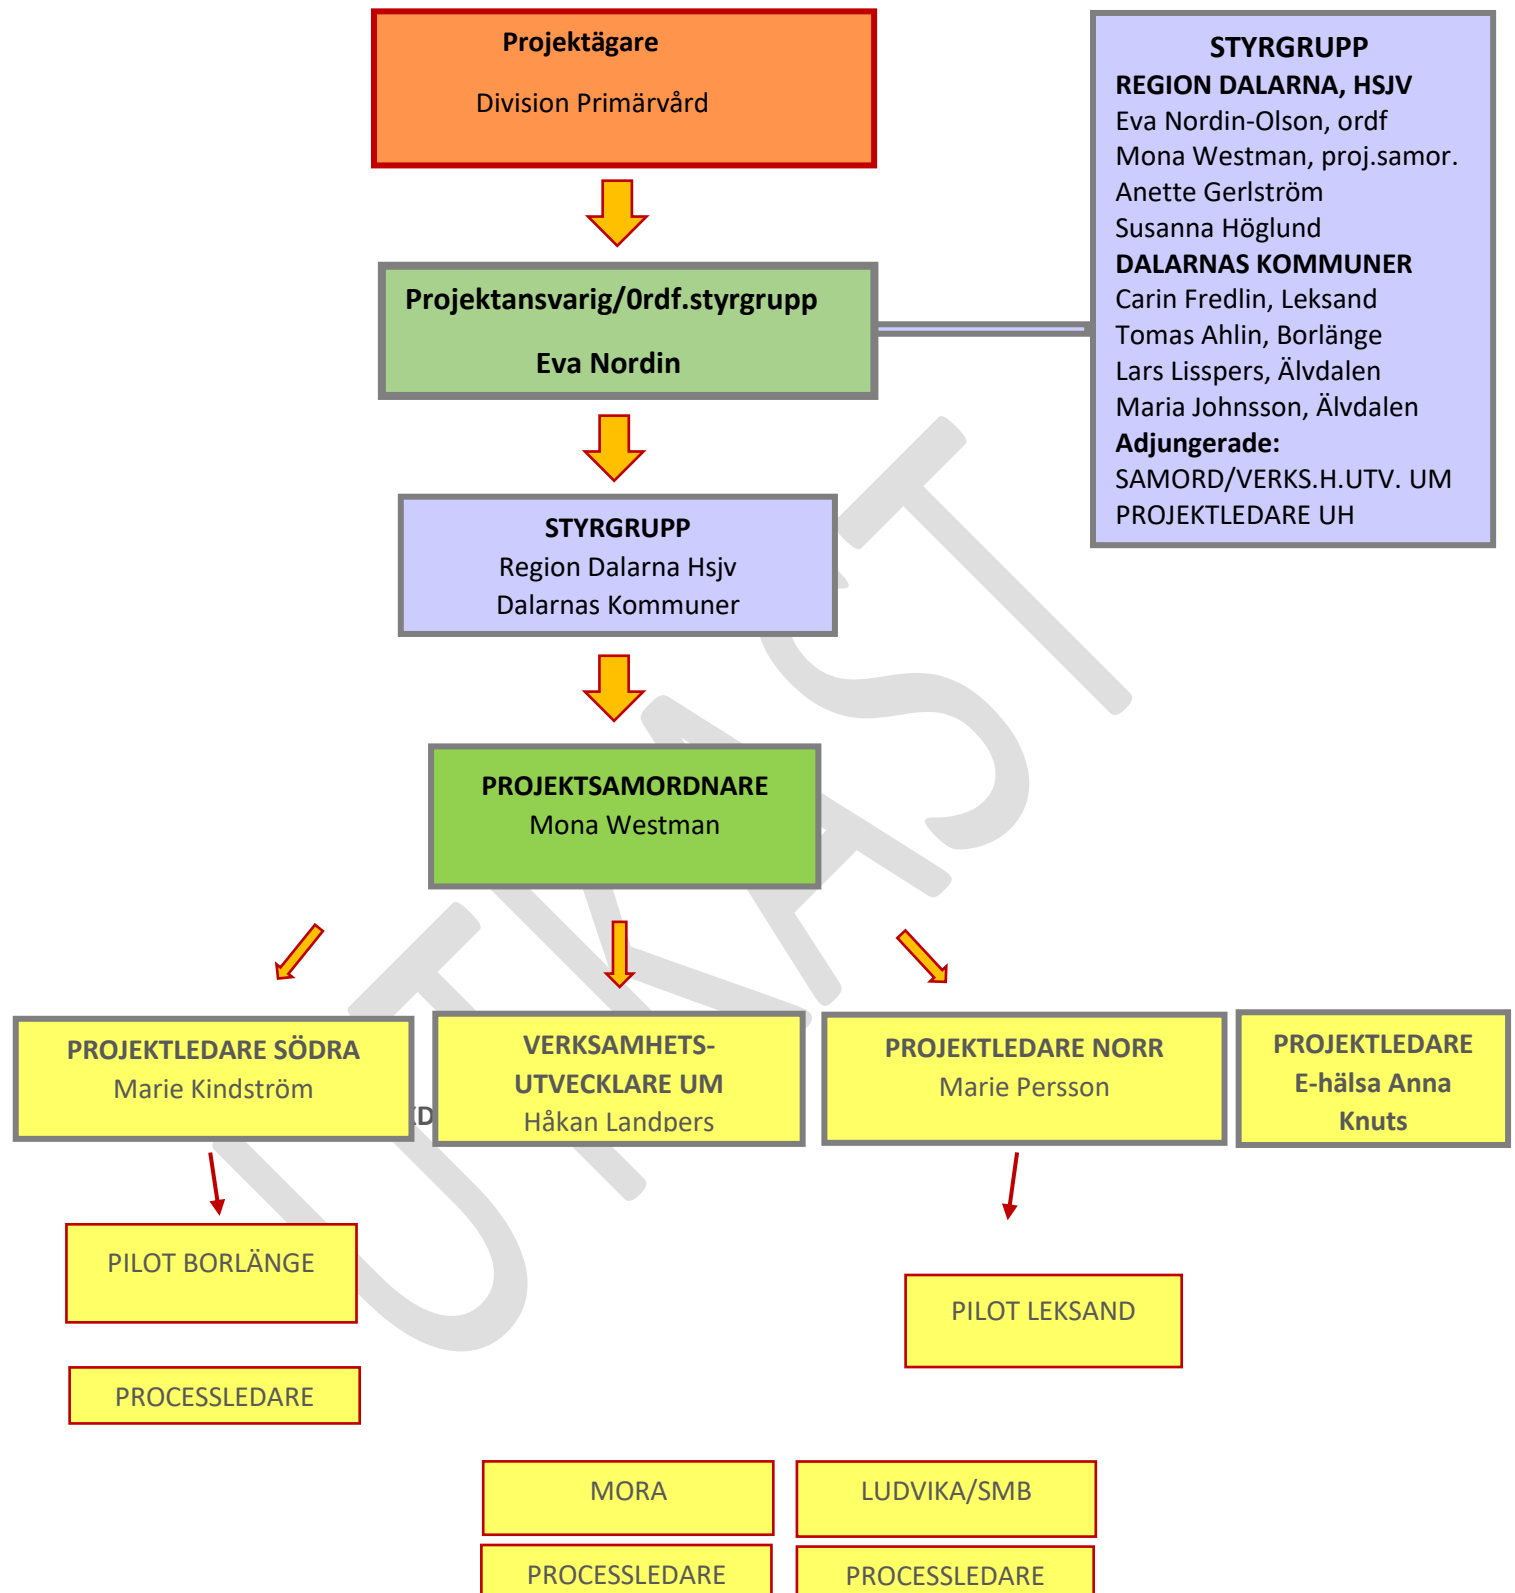 Projektägare
Division Primärvård
STYRGRUPP
REGION DALARNA, HSJV
Eva Nordin-Olson, ordf
Mona Westman, proj.samor.
Anette Gerlström
Susanna Höglund
DALARNAS KOMMUNER
Carin Fredlin, Leksand
Tomas Ahlin, Borlänge
Lars Lisspers, Älvdalen
Maria Johnsson, Älvdalen
Adjungerade:
SAMORD/VERKS.H.UTV. UM
PROJEKTLEDARE UH
Projektansvarig/0rdf.styrgrupp
Eva Nordin
STYRGRUPP
Region Dalarna Hsjv
Dalarnas Kommuner
PROJEKTSAMORDNARE
Mona Westman
UTKAST
PROJEKTLEDARE SÖDRA
Marie Kindström
VERKSAMHETS-
UTVECKLARE UM
Håkan Landpers
PROJEKTLEDARE NORR
Marie Persson
PROJEKTLEDARE
E-hälsa Anna
Knuts
PILOT BORLÄNGE
PILOT LEKSAND
PROCESSLEDARE
MORA
LUDVIKA/SMB
PROCESSLEDARE
PROCESSLEDARE